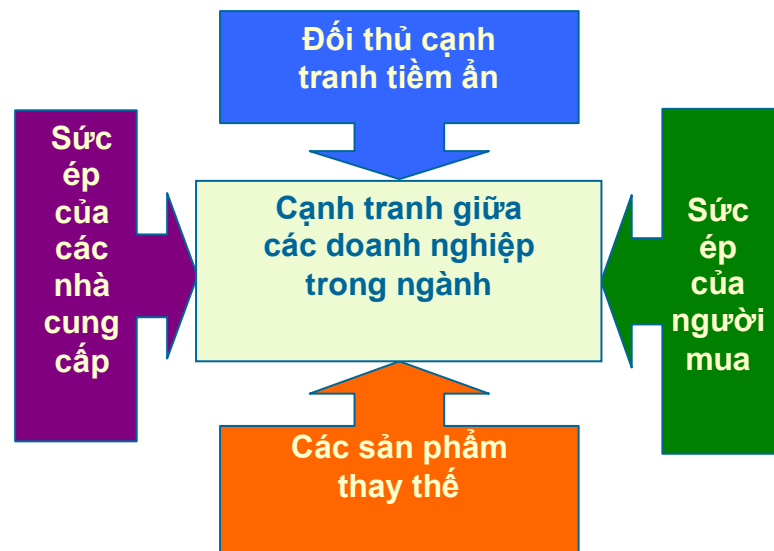 Đối thủ cạnh
tranh tiềm ẩn
Sức
ép
của
các
nhà
cung
cấp
Cạnh tranh giữa
các doanh nghiệp
trong ngành
Sức
ép
của
người
mua
Các sản phẩm
thay thế